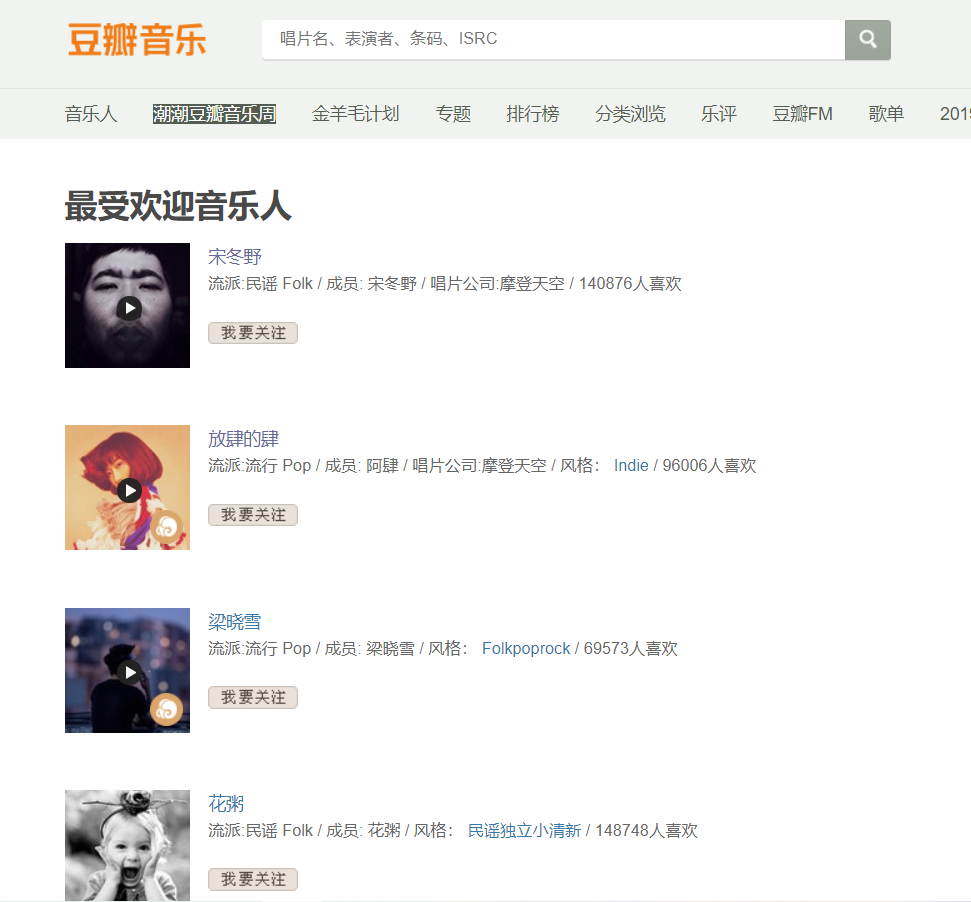 豆瓣音乐
唱片名、表演者、条码、ISRC
音乐人 潮潮豆瓣音乐周 金羊毛计划 专题 排行榜 分类浏览 乐评 豆瓣FM 歌单 2019
最受欢迎音乐人
宋冬野
流派:民谣 Folk / 成员: 宋冬野 / 唱片公司:摩登天空 / 140876人喜欢
我要关注
放肆的肆
流派:流行 Pop / 成员: 阿肆 / 唱片公司:摩登天空 / 风格： Indie / 96006人喜欢
我要关注
梁晓雪
流派:流行 Pop / 成员: 梁晓雪 / 风格： Folkpoprock / 69573人喜欢
我要关注
花粥
流派:民谣 Folk / 成员: 花粥 / 风格： 民谣独立小清新 / 148748人喜欢
我要关注